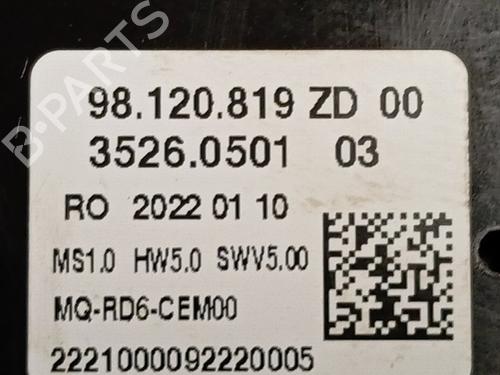 B-PARTS
98.120.819 ZD 00
3526.0501 03
RO 2022 01 10
MS1.0 HW5.0 SWV5.00
MQ-RD6-CEM00
2221000092220005